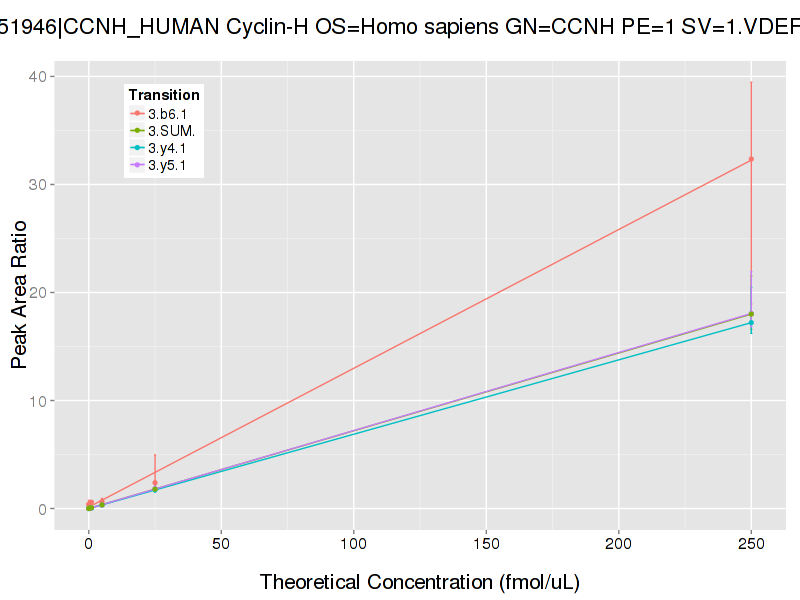 51946|CCNH_HUMAN Cyclin-H OS=Homo sapiens GN=CCNH PE=1 SV=1.VDEF
Transition
3.b6.1
3.SUM.
3.y4.1
3.y5.1
40
30
20
10
0
Peak Area Ratio
0 50 100 150 200 250
Theoretical Concentration (fmol/uL)